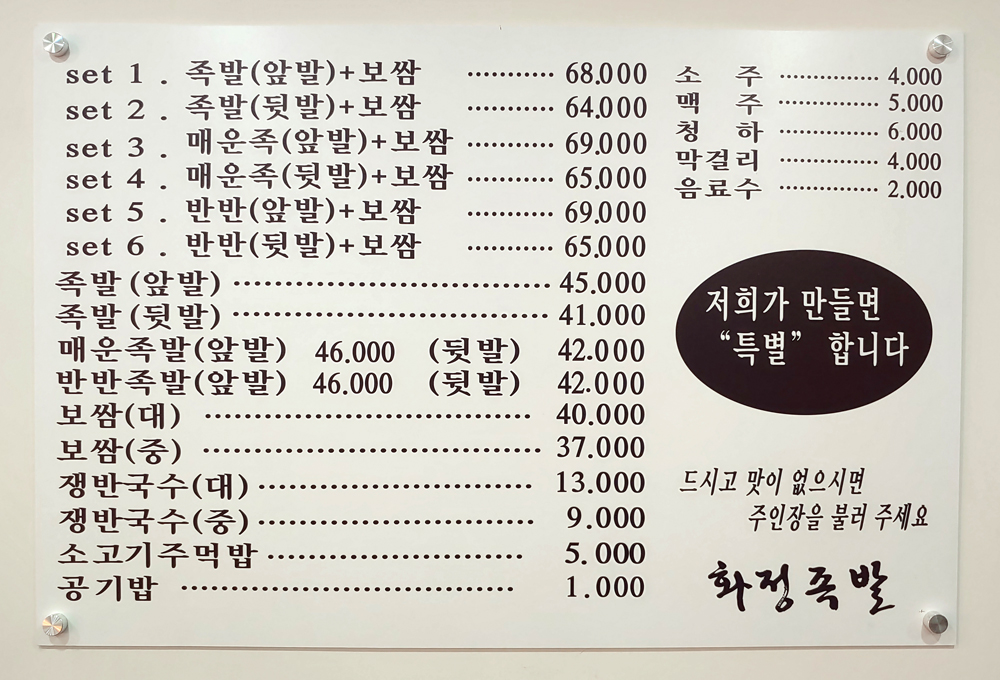 set 1 . 족발(앞발)+보쌈 ··········· 68.000
set 2 . 족발(뒷발)+보쌈 ··········· 64.000
set 3 . 매운족(앞발)+보쌈 ··········· 69.000
set 4 . 매운족(뒷발)+보쌈 ··········· 65.000
set 5 . 반반(앞발)+보쌈 ··········· 69.000
set 6 . 반반(뒷발)+보쌈 ··········· 65.000
족발 (앞발) ································ 45.000
족발 (뒷발) ································ 41.000
매운족발(앞발) 46.000 (뒷발) 42.000
반반족발(앞발) 46.000 (뒷발) 42.000
보쌈(대) ································ 40.000
보쌈(중) ································ 37.000
쟁반국수(대) ···························· 13.000
쟁반국수(중) ···························· 9.000
소고기주먹밥 ·························· 5.000
공기밥 ································ 1.000
소 주 ··············· 4.000
맥 주 ··············· 5.000
청 하 ··············· 6.000
막걸리 ··············· 4.000
음료수 ··············· 2.000
저희가 만들면
“특별” 합니다
드시고 맛이 없으시면
주인장을 불러 주세요
화정족발